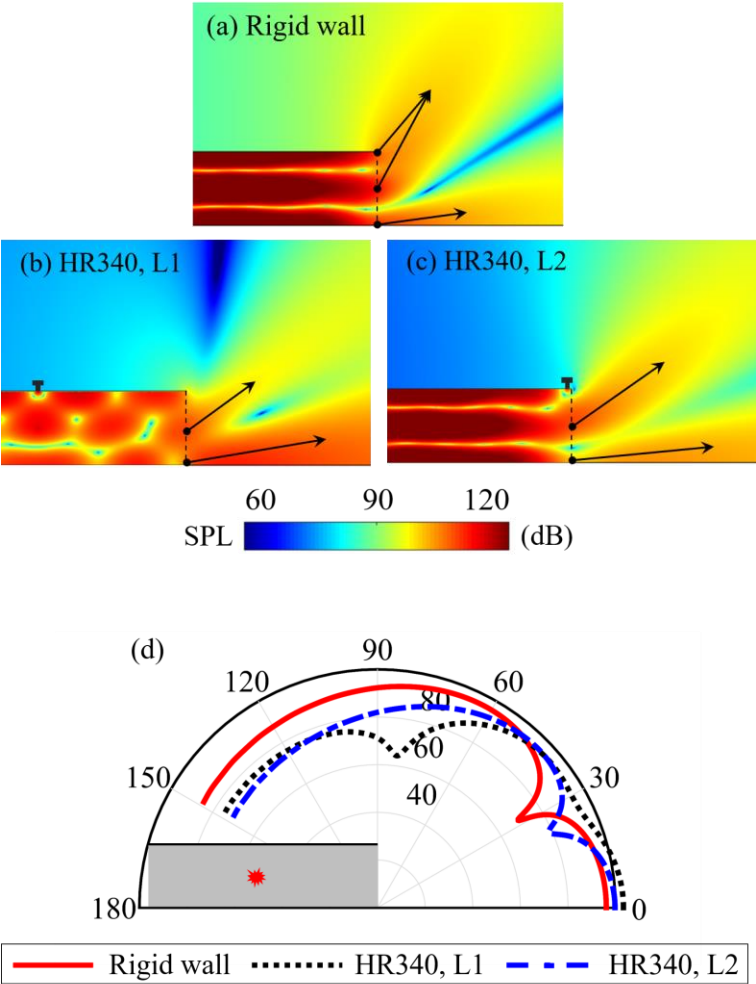 (a) Rigid wall
(b) HR340, L1
(c) HR340, L2
60 90 120
SPL (dB)
(d)
90
120 60
80
150 60 30
40
180 0
Rigid wall HR340, L1 HR340, L2